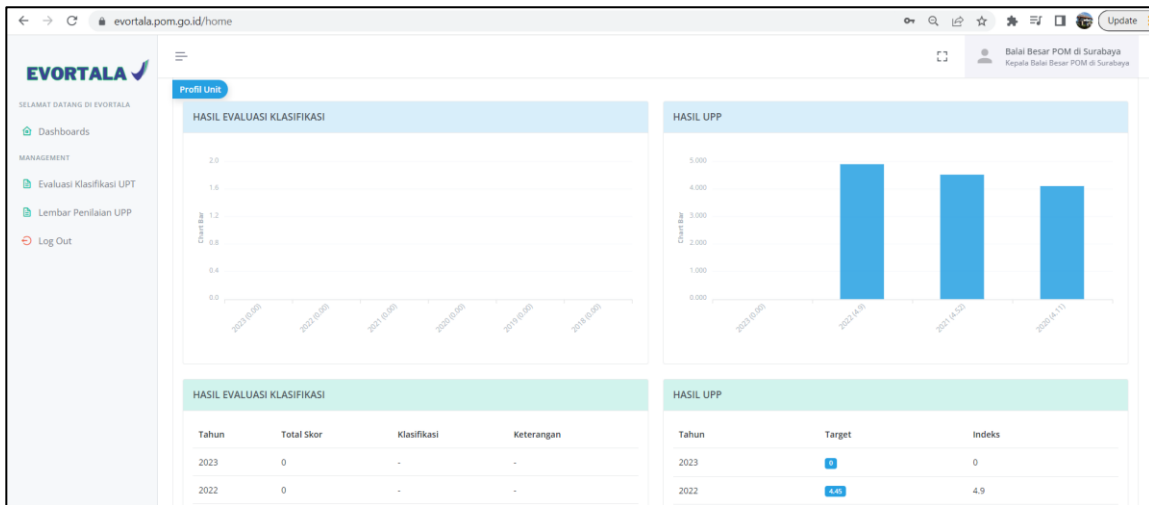 evortala.pom.go.id/home
Update
EVORTALA
SELAMAT DATANG DI EVORTALA
Dashboards
MANAGEMENT
Evaluasi Klasifikasi UPT
Lembar Penilaian UPP
Log Out
Balai Besar POM di Surabaya
Kepala Balai Besar POM di Surabaya
Profil Unit
HASIL EVALUASI KLASIFIKASI
2.0
1.6
1.2
0.8
0.4
0.0
Chart Bar
2023 (0.00)
2022 (0.00)
2021 (0.00)
2020 (0.00)
2019 (0.00)
2018 (0.00)
HASIL UPP
5.000
4.000
3.000
2.000
1.000
0.000
Chart Bar
2023 (0.00)
2022 (4.9)
2021 (4.52)
2020 (4.11)
HASIL EVALUASI KLASIFIKASI
Tahun Total Skor Klasifikasi Keterangan
2023 0 - -
2022 0 - -
HASIL UPP
Tahun Target Indeks
2023 0 0
2022 4.45 4.9